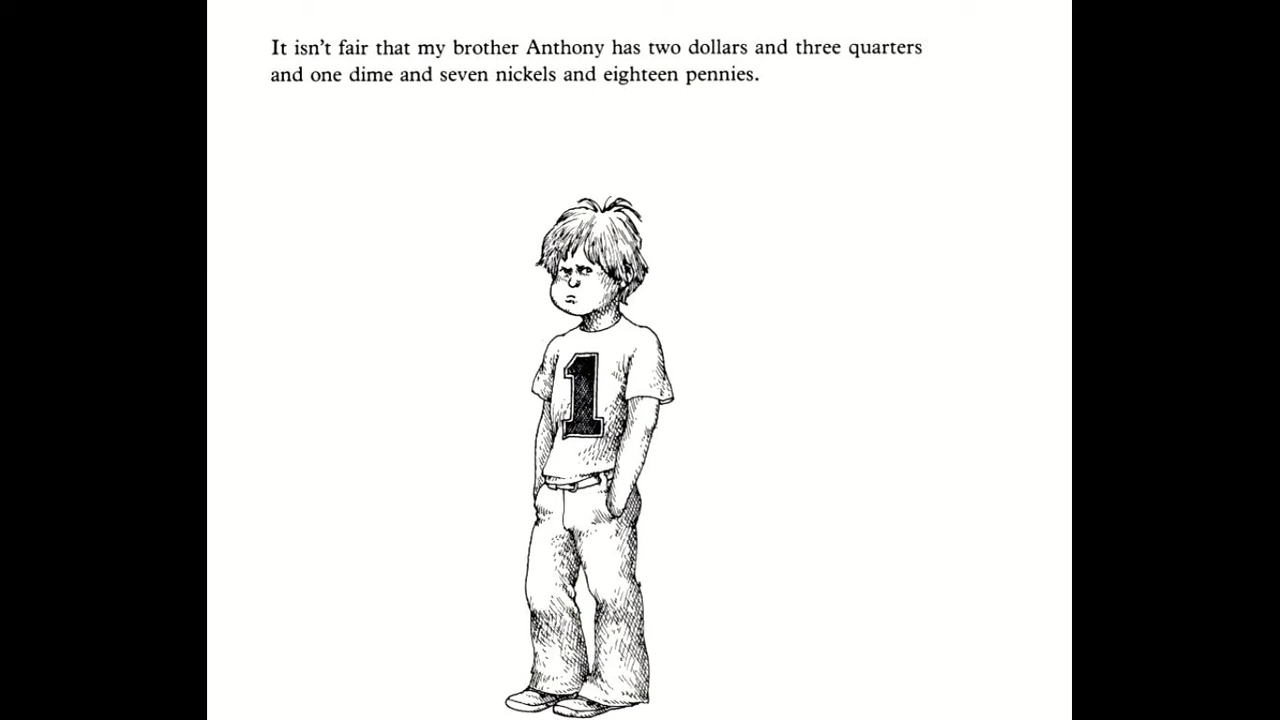 It isn't fair that my brother Anthony has two dollars and three quarters
and one dime and seven nickels and eighteen pennies.
1